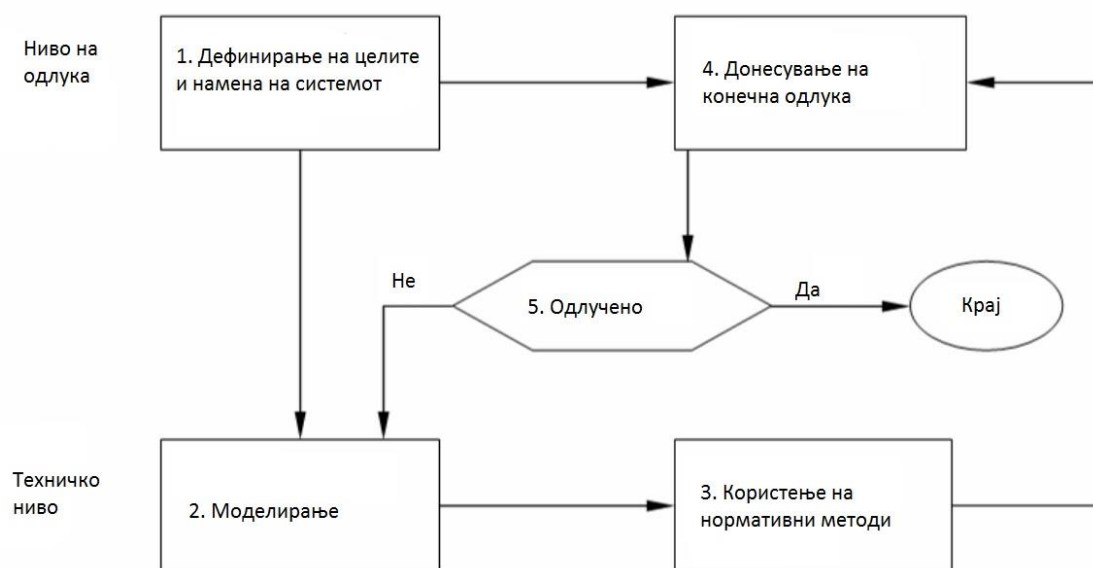 Ниво на
одлука
1. Дефинирање на целите
и намена на системот
4. Донесување на
конечна одлука
Не
5. Одлучено
Да
Крај
Техничко
ниво
2. Моделирање
3. Користење на
нормативни методи